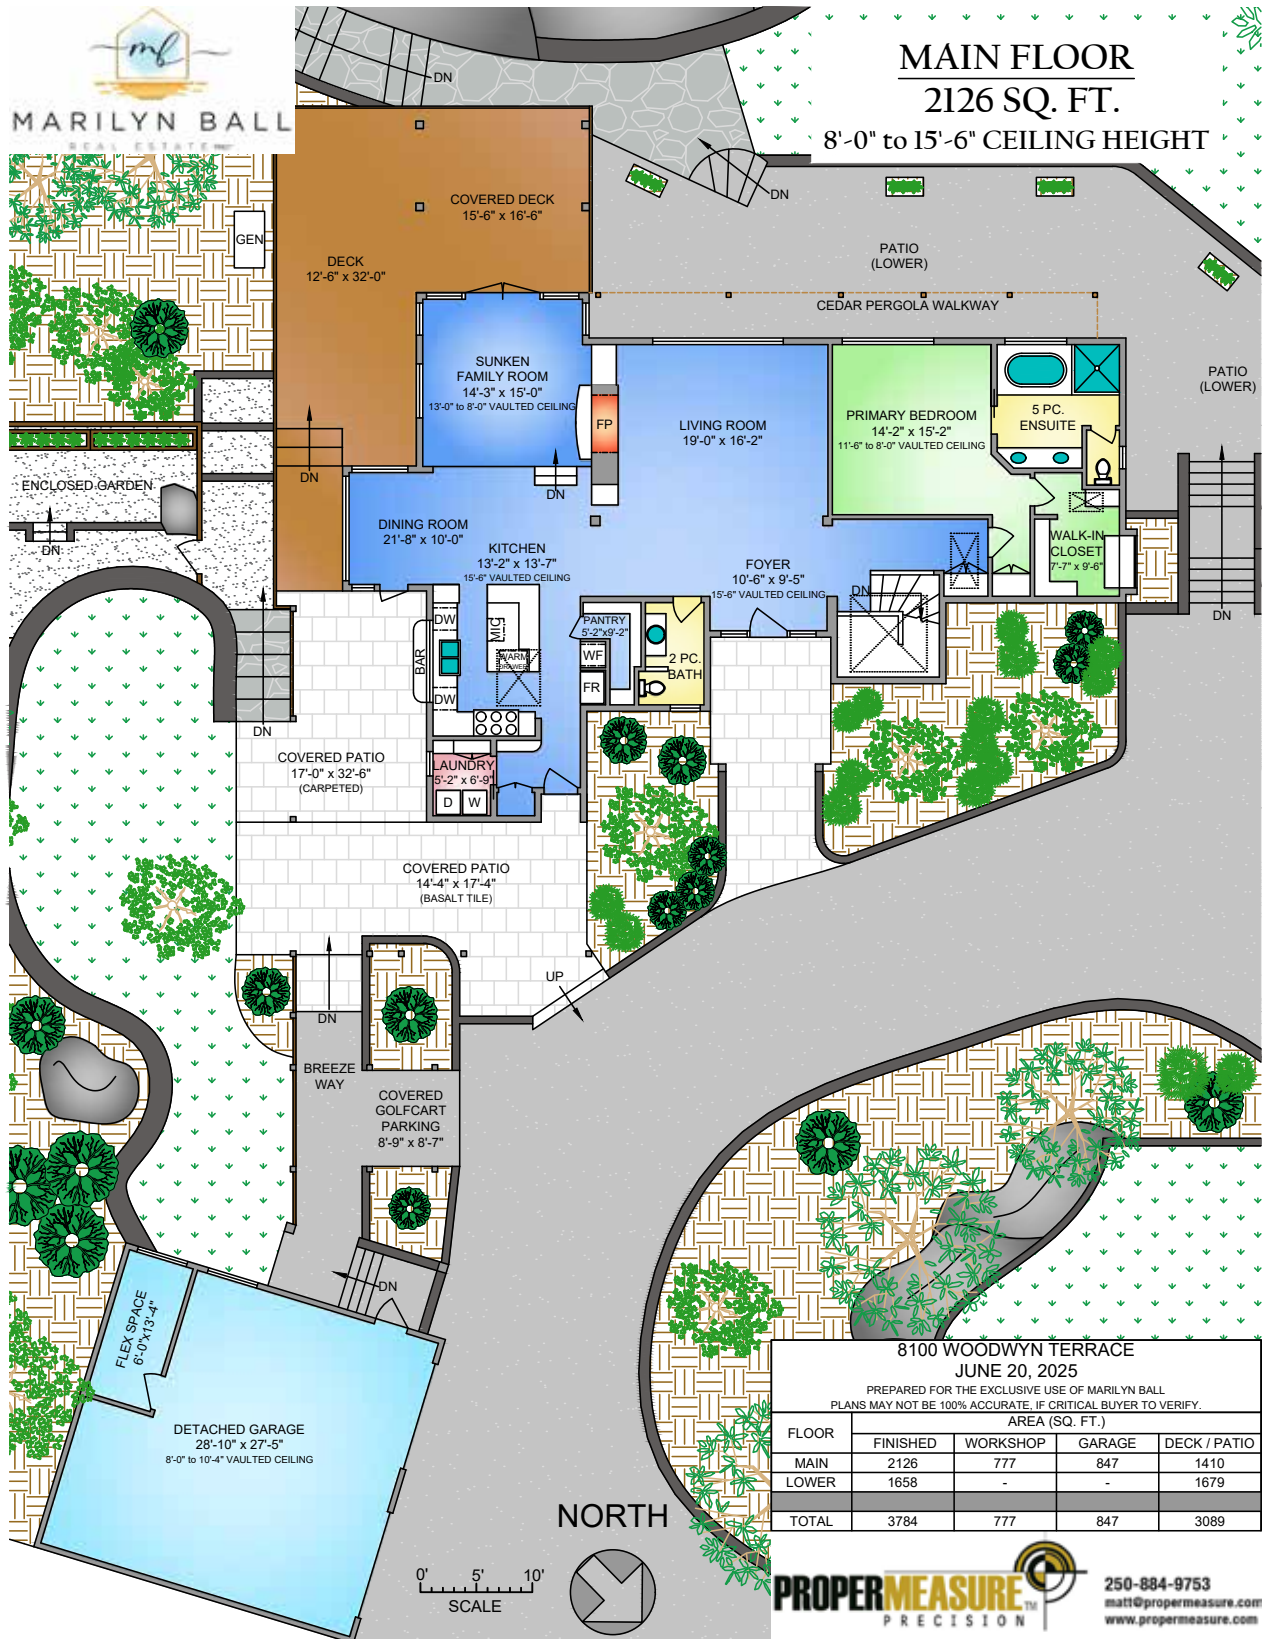 mb
MARILYN BALL
REAL ESTATE
MAIN FLOOR
2126 SQ. FT.
8'-0" to 15'-6" CEILING HEIGHT
DN
DN
GEN
COVERED DECK
15'-6" x 16'-6"
DECK
12'-6" x 32'-0"
PATIO
(LOWER)
CEDAR PERGOLA WALKWAY
PATIO
(LOWER)
SUNKEN
FAMILY ROOM
14'-3" x 15'-0"
13'-0" to 8'-0" VAULTED CEILING
FP
LIVING ROOM
19'-0" x 16'-2"
PRIMARY BEDROOM
14'-2" x 15'-2"
11'-6" to 8'-0" VAULTED CEILING
5 PC.
ENSUITE
ENCLOSED GARDEN
DN
DN
DN
DINING ROOM
21'-8" x 10'-0"
KITCHEN
13'-2" x 13'-7"
15'-6" VAULTED CEILING
FOYER
10'-6" x 9'-5"
15'-6" VAULTED CEILING
WALK-IN
CLOSET
7'-7" x 9'-6"
DN
DN
DW
MIC
PANTRY
5'-2"x9'-2"
BAR
WARM
DRAWER
WF
2 PC.
BATH
DW
FR
DN
COVERED PATIO
17'-0" x 32'-6"
(CARPETED)
LAUNDRY
5'-2" x 6'-9"
D
W
COVERED PATIO
14'-4" x 17'-4"
(BASALT TILE)
UP
DN
BREEZE
WAY
COVERED
GOLFCART
PARKING
8'-9" x 8'-7"
DN
FLEX SPACE
6'-0"x13'-4"
DETACHED GARAGE
28'-10" x 27'-5"
8'-0" to 10'-4" VAULTED CEILING
NORTH
0' 5' 10'
SCALE
8100 WOODWYN TERRACE
JUNE 20, 2025
PREPARED FOR THE EXCLUSIVE USE OF MARILYN BALL
PLANS MAY NOT BE 100% ACCURATE, IF CRITICAL BUYER TO VERIFY.
FLOOR AREA (SQ. FT.)
FINISHED WORKSHOP GARAGE DECK / PATIO
MAIN 2126 777 847 1410
LOWER 1658 - - 1679
TOTAL 3784 777 847 3089
PROPERMEASURE TM
PRECISION
250-884-9753
matt@propermeasure.com
www.propermeasure.com